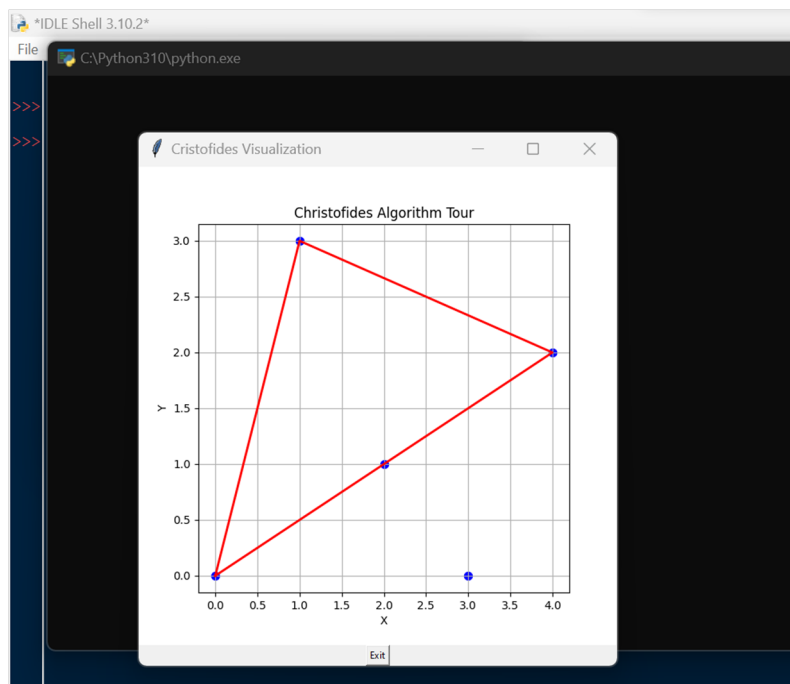 *IDLE Shell 3.10.2*
File
C:\Python310\python.exe
>>>
>>>
Cristofides Visualization
Christofides Algorithm Tour
3.0
2.5
2.0
Y
1.5
1.0
0.5
0.0
0.0 0.5 1.0 1.5 2.0 2.5 3.0 3.5 4.0
X
Exit